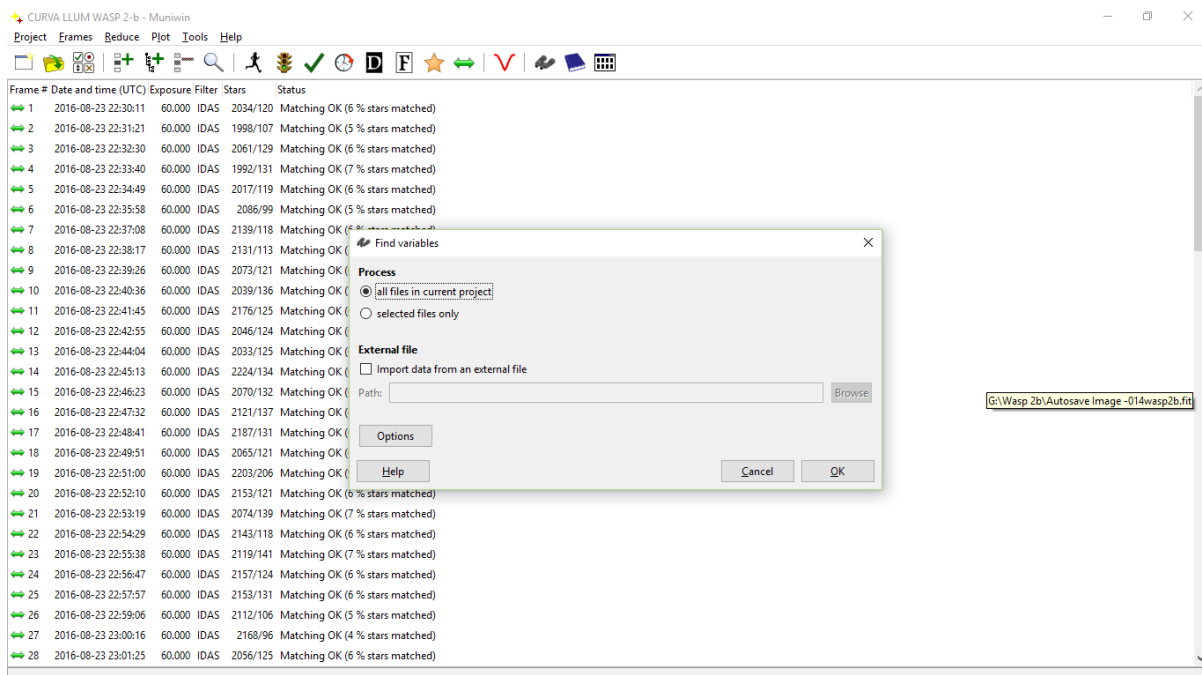 CURVA LLUM WASP 2-b - Muniwin
Project Frames Reduce Plot Tools Help
D F
Frame # Date and time (UTC) Exposure Filter Stars Status
1 2016-08-23 22:30:11 60.000 IDAS 2034/120 Matching OK (6 % stars matched)
2 2016-08-23 22:31:21 60.000 IDAS 1998/107 Matching OK (5 % stars matched)
3 2016-08-23 22:32:30 60.000 IDAS 2061/129 Matching OK (6 % stars matched)
4 2016-08-23 22:33:40 60.000 IDAS 1992/131 Matching OK (7 % stars matched)
5 2016-08-23 22:34:49 60.000 IDAS 2017/119 Matching OK (6 % stars matched)
6 2016-08-23 22:35:58 60.000 IDAS 2086/99 Matching OK (5 % stars matched)
7 2016-08-23 22:37:08 60.000 IDAS 2139/118 Matching OK
8 2016-08-23 22:38:17 60.000 IDAS 2131/113 Matching OK (
9 2016-08-23 22:39:26 60.000 IDAS 2073/121 Matching OK (
10 2016-08-23 22:40:36 60.000 IDAS 2039/136 Matching OK (
11 2016-08-23 22:41:45 60.000 IDAS 2176/125 Matching OK (
12 2016-08-23 22:42:55 60.000 IDAS 2046/124 Matching OK (
13 2016-08-23 22:44:04 60.000 IDAS 2033/125 Matching OK (
14 2016-08-23 22:45:13 60.000 IDAS 2224/134 Matching OK (
15 2016-08-23 22:46:23 60.000 IDAS 2070/132 Matching OK (
16 2016-08-23 22:47:32 60.000 IDAS 2121/137 Matching OK (
17 2016-08-23 22:48:41 60.000 IDAS 2187/131 Matching OK (
18 2016-08-23 22:49:51 60.000 IDAS 2065/121 Matching OK (
19 2016-08-23 22:51:00 60.000 IDAS 2203/206 Matching OK (
20 2016-08-23 22:52:10 60.000 IDAS 2153/121 Matching OK (6 % stars matched)
21 2016-08-23 22:53:19 60.000 IDAS 2074/139 Matching OK (7 % stars matched)
22 2016-08-23 22:54:29 60.000 IDAS 2143/118 Matching OK (6 % stars matched)
23 2016-08-23 22:55:38 60.000 IDAS 2119/141 Matching OK (7 % stars matched)
24 2016-08-23 22:56:47 60.000 IDAS 2157/124 Matching OK (6 % stars matched)
25 2016-08-23 22:57:57 60.000 IDAS 2153/131 Matching OK (6 % stars matched)
26 2016-08-23 22:59:06 60.000 IDAS 2112/106 Matching OK (5 % stars matched)
27 2016-08-23 23:00:16 60.000 IDAS 2168/96 Matching OK (4 % stars matched)
28 2016-08-23 23:01:25 60.000 IDAS 2056/125 Matching OK (6 % stars matched)
Find variables
Process
all files in current project
selected files only
External file
Import data from an external file
Path:
Browse
Options
Help
Cancel
OK
G:\Wasp 2b\Autosave Image -014wasp2b.fit